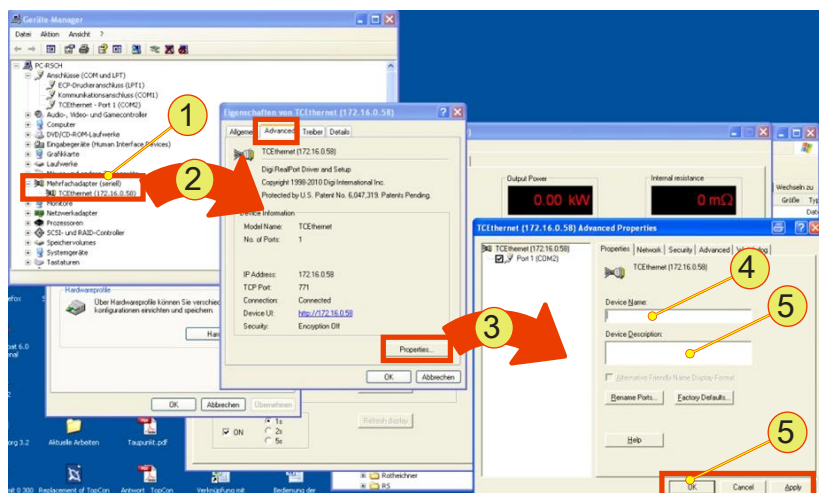 Geräte-Manager
Datei Aktion Ansicht ?
PC-RSCH
Anschlüsse (COM und LPT)
ECP-Druckeranschluss (LPT1)
Kommunikationsanschluss (COM1)
TCEthernet - Port 1 (COM2)
Audio-, Video- und Gamecontroller
Computer
DVD/CD-ROM-Laufwerke
Eingabegeräte (Human Interface Devices)
Grafikkarte
Laufwerke
Mehrfachadapter (seriell)
TCEthernet (172.16.0.58)
Monitore
Netzwerkadapter
Prozessoren
SCSI- und RAID-Controller
Speichervolumes
Systemgeräte
Tastaturen
1
2
Eigenschaften von TCEthernet (172.16.0.58)
Advanced Treiber Details
TCEthernet (172.16.0.58)
Digi RealPort Driver and Setup
Copyright 1998-2010 Digi International Inc.
Protected by U.S. Patent No. 6,047,319. Patents Pending.
Device Information
Model Name: TCEthernet
No. of Ports: 1
IP Address: 172.16.0.58
TCP Port: 771
Connection: Connected
Device UI: http://172.16.0.58
Security: Encryption Off
Properties...
OK Abbrechen
3
Output Power
0.00 kW
Internal resistance
0 mΩ
Wechseln zu
Größe
TCEthernet (172.16.0.58) Advanced Properties
TCEthernet (172.16.0.58)
Port 1 (COM2)
Properties Network Security Advanced
TCEthernet (172.16.0.58)
4
Device Name:
5
Device Description:
Alternative Friendly Name Display Format
Rename Ports... Factory Defaults...
Help
5
OK Cancel Apply
Hardwareprofile
Über Hardwareprofile können Sie
konfigurationen einrichten und speichern.
OK Abbrechen Übernehmen
ON
1s
2s
5s
Refresh display
Aktuelle Arbeiten
Taupunkt.pdf
Replacement of TopCon
Antwort TopCon
Verknüpfung mit
Bedienung der
Rotheichner
RS